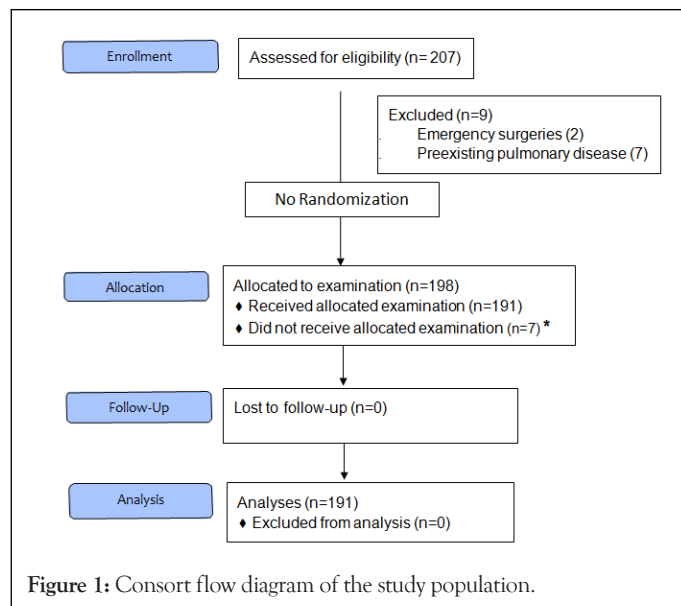 Enrollment
Assessed for eligibility (n= 207)
Excluded (n=9)
. Emergency surgeries (2)
. Preexisting pulmonary disease (7)
No Randomization
Allocation
Allocated to examination (n=198)
♦ Received allocated examination (n=191)
♦ Did not receive allocated examination (n=7) *
Follow-Up
Lost to follow-up (n=0)
Analysis
Analyses (n=191)
♦ Excluded from analysis (n=0)
Figure 1: Consort flow diagram of the study population.